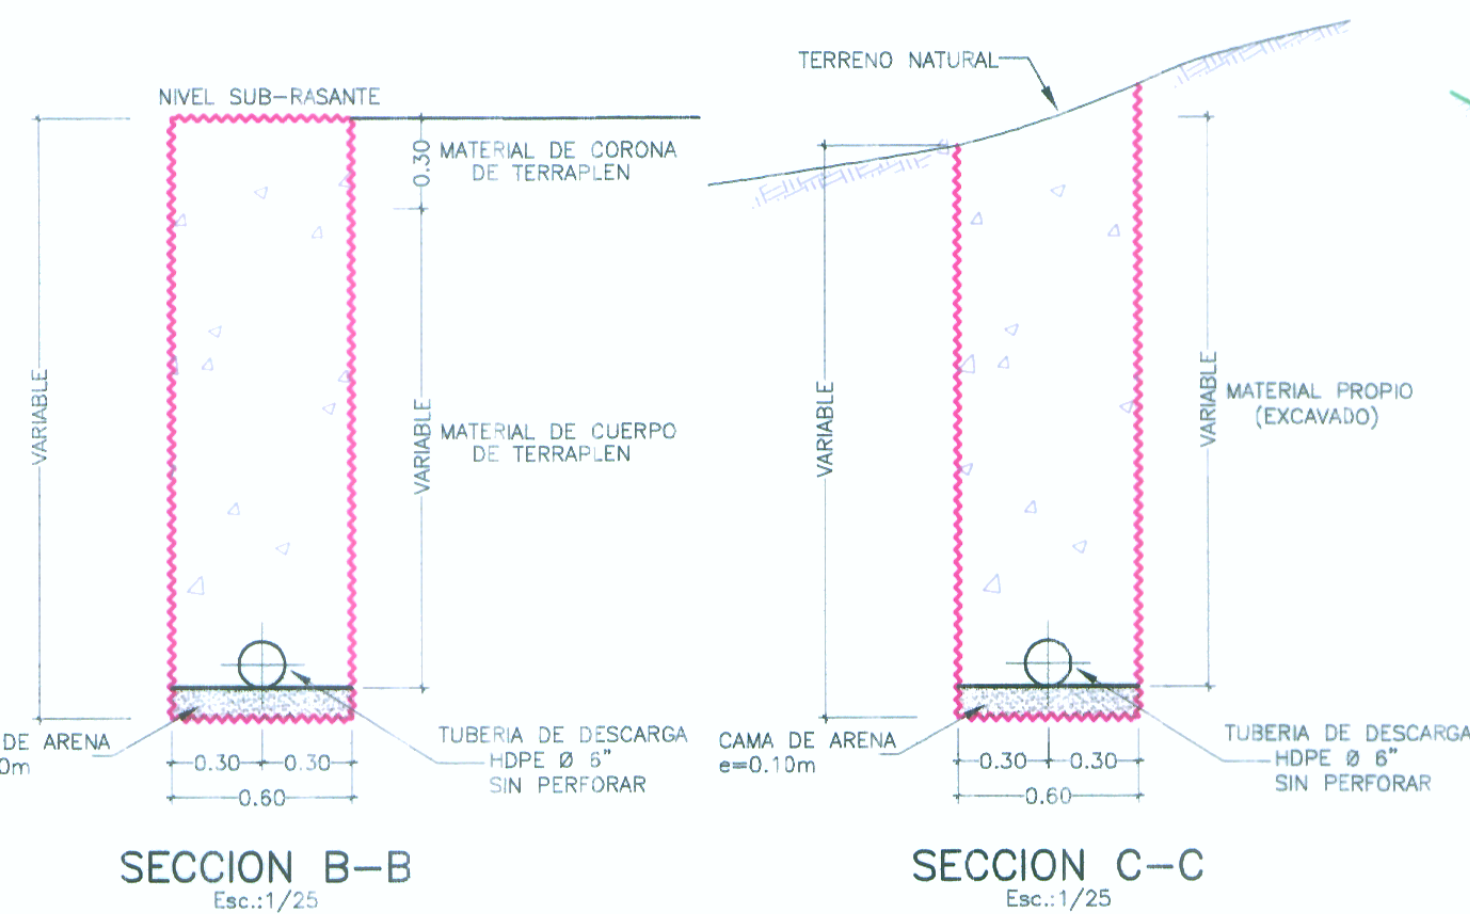 NIVEL SUB-RASANTE
0.30
MATERIAL DE CORONA
DE TERRAPLEN
VARIABLE
VARIABLE
MATERIAL DE CUERPO
DE TERRAPLEN
DE ARENA
0m
TUBERIA DE DESCARGA
HDPE Ø 6"
SIN PERFORAR
0.30 0.30
0.60
SECCION B-B
Esc.:1/25
TERRENO NATURAL
VARIABLE
VARIABLE
MATERIAL PROPIO
(EXCAVADO)
CAMA DE ARENA
e=0.10m
TUBERIA DE DESCARGA
HDPE Ø 6"
SIN PERFORAR
0.30 0.30
0.60
SECCION C-C
Esc.:1/25